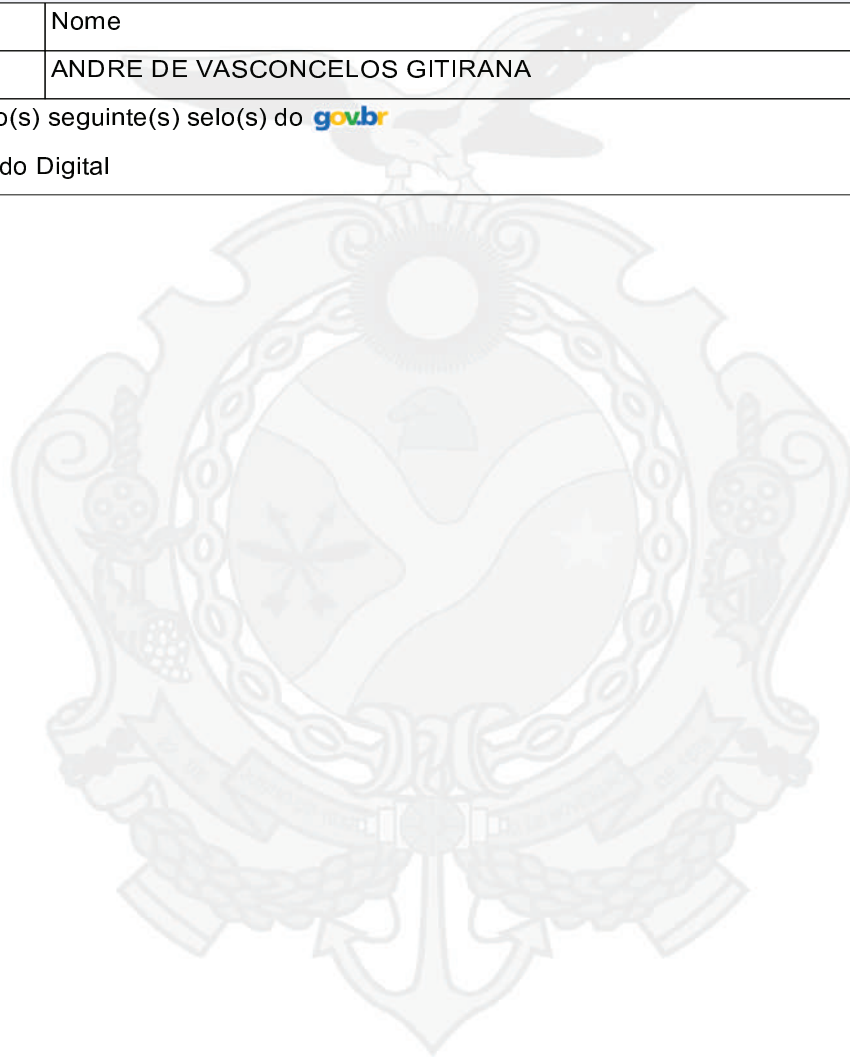 Nome
ANDRE DE VASCONCELOS GITIRANA
o(s) seguinte(s) selo(s) do gov.br
do Digital